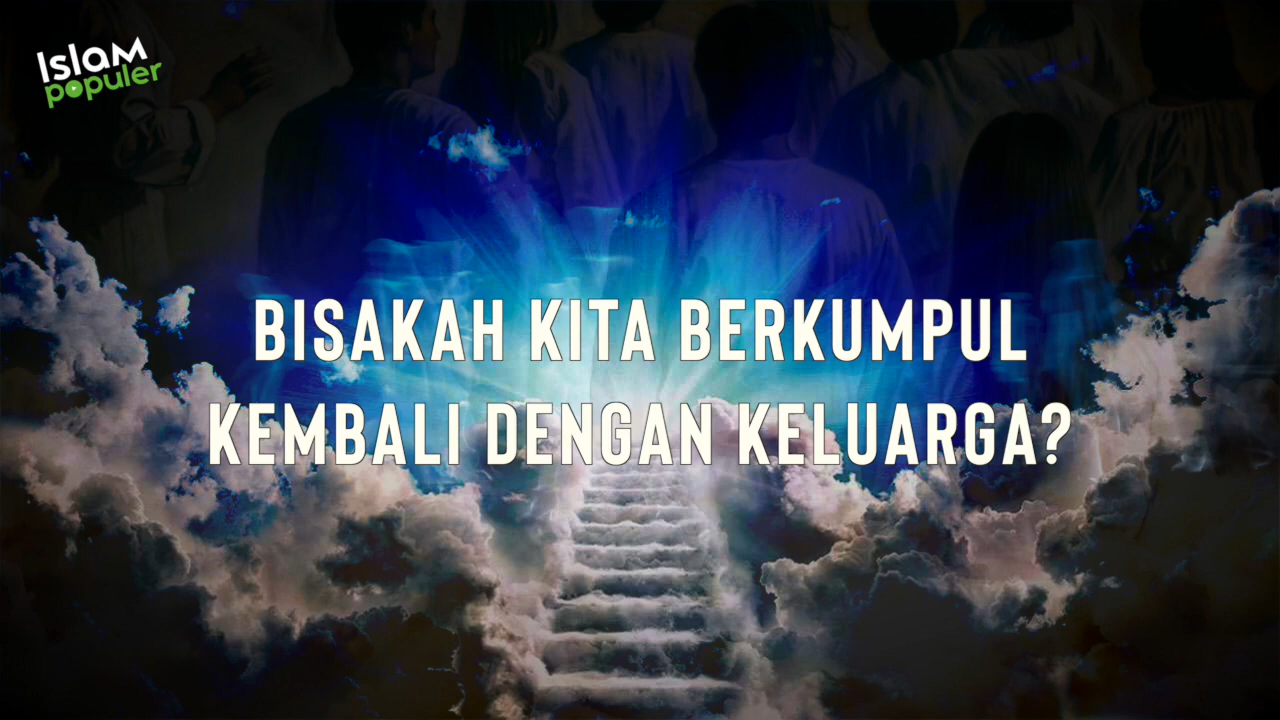 Islam
populer
BISAKAH KITA BERKUMPUL
KEMBALI DENGAN KELUARGA?